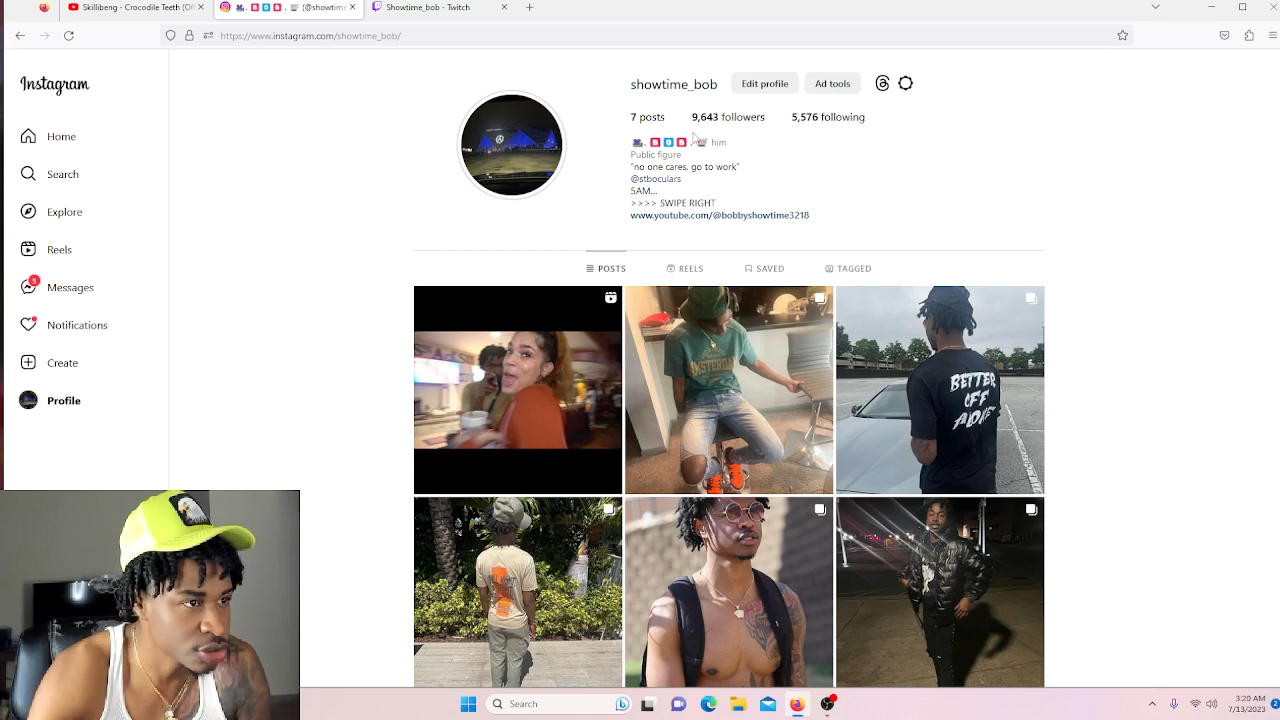 Skillibeng - Crocodile Teeth (Of
B O B . (@showtime
Showtime_bob - Twitch
https://www.instagram.com/showtime_bob/
Instagram
Home
Search
Explore
Reels
5
Messages
Notifications
Create
Profile
showtime_bob
Edit profile
Ad tools
7 posts
9,643 followers
5,576 following
B O B . him
Public figure
"no one cares, go to work"
@stboculars
5AM...
>>>> SWIPE RIGHT
www.youtube.com/@bobbyshowtime3218
POSTS
REELS
SAVED
TAGGED
AMSTERDAM
BETTER
OFF
ALONE
Search
3:20 AM
7/13/2023
2